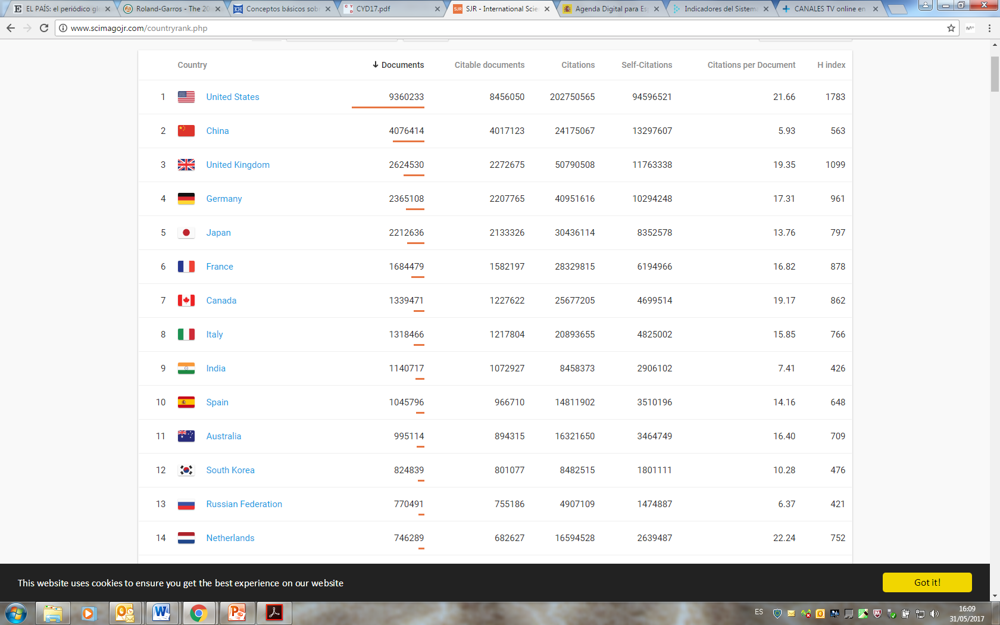 EL PAÍS: el periódico gl
Roland-Garros - The 20
KH Conceptos básicos sob
CYD CYD17.pdf
SJR SJR - International Scie
Agenda Digital para Es
Indicadores del Sistema
CANALES TV online en
www.scimagojr.com/countryrank.php
Country Documents Citable documents Citations Self-Citations Citations per Document H index
1 United States 9360233 8456050 202750565 94596521 21.66 1783
2 China 4076414 4017123 24175067 13297607 5.93 563
3 United Kingdom 2624530 2272675 50790508 11763338 19.35 1099
4 Germany 2365108 2207765 40951616 10294248 17.31 961
5 Japan 2212636 2133326 30436114 8352578 13.76 797
6 France 1684479 1582197 28329815 6194966 16.82 878
7 Canada 1339471 1227622 25677205 4699514 19.17 862
8 Italy 1318466 1217804 20893655 4825002 15.85 766
9 India 1140717 1072927 8458373 2906102 7.41 426
10 Spain 1045796 966710 14811902 3510196 14.16 648
11 Australia 995114 894315 16321650 3464749 16.40 709
12 South Korea 824839 801077 8482515 1801111 10.28 476
13 Russian Federation 770491 755186 4907109 1474887 6.37 421
14 Netherlands 746289 682627 16594528 2639487 22.24 752
This website uses cookies to ensure you get the best experience on our website
Got it!
ES
16:09
31/05/2017